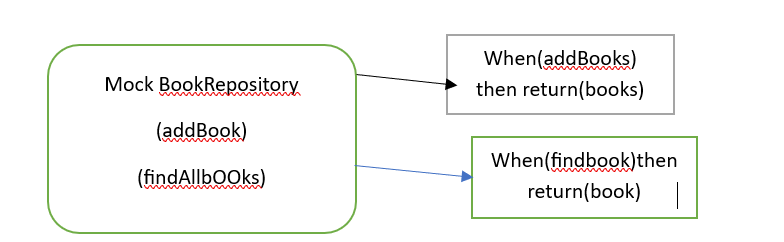 Mock BookRepository
(addBook)
(findAllbOOks)
When(addBooks)
then return(books)
When(findbook)then
return(book)